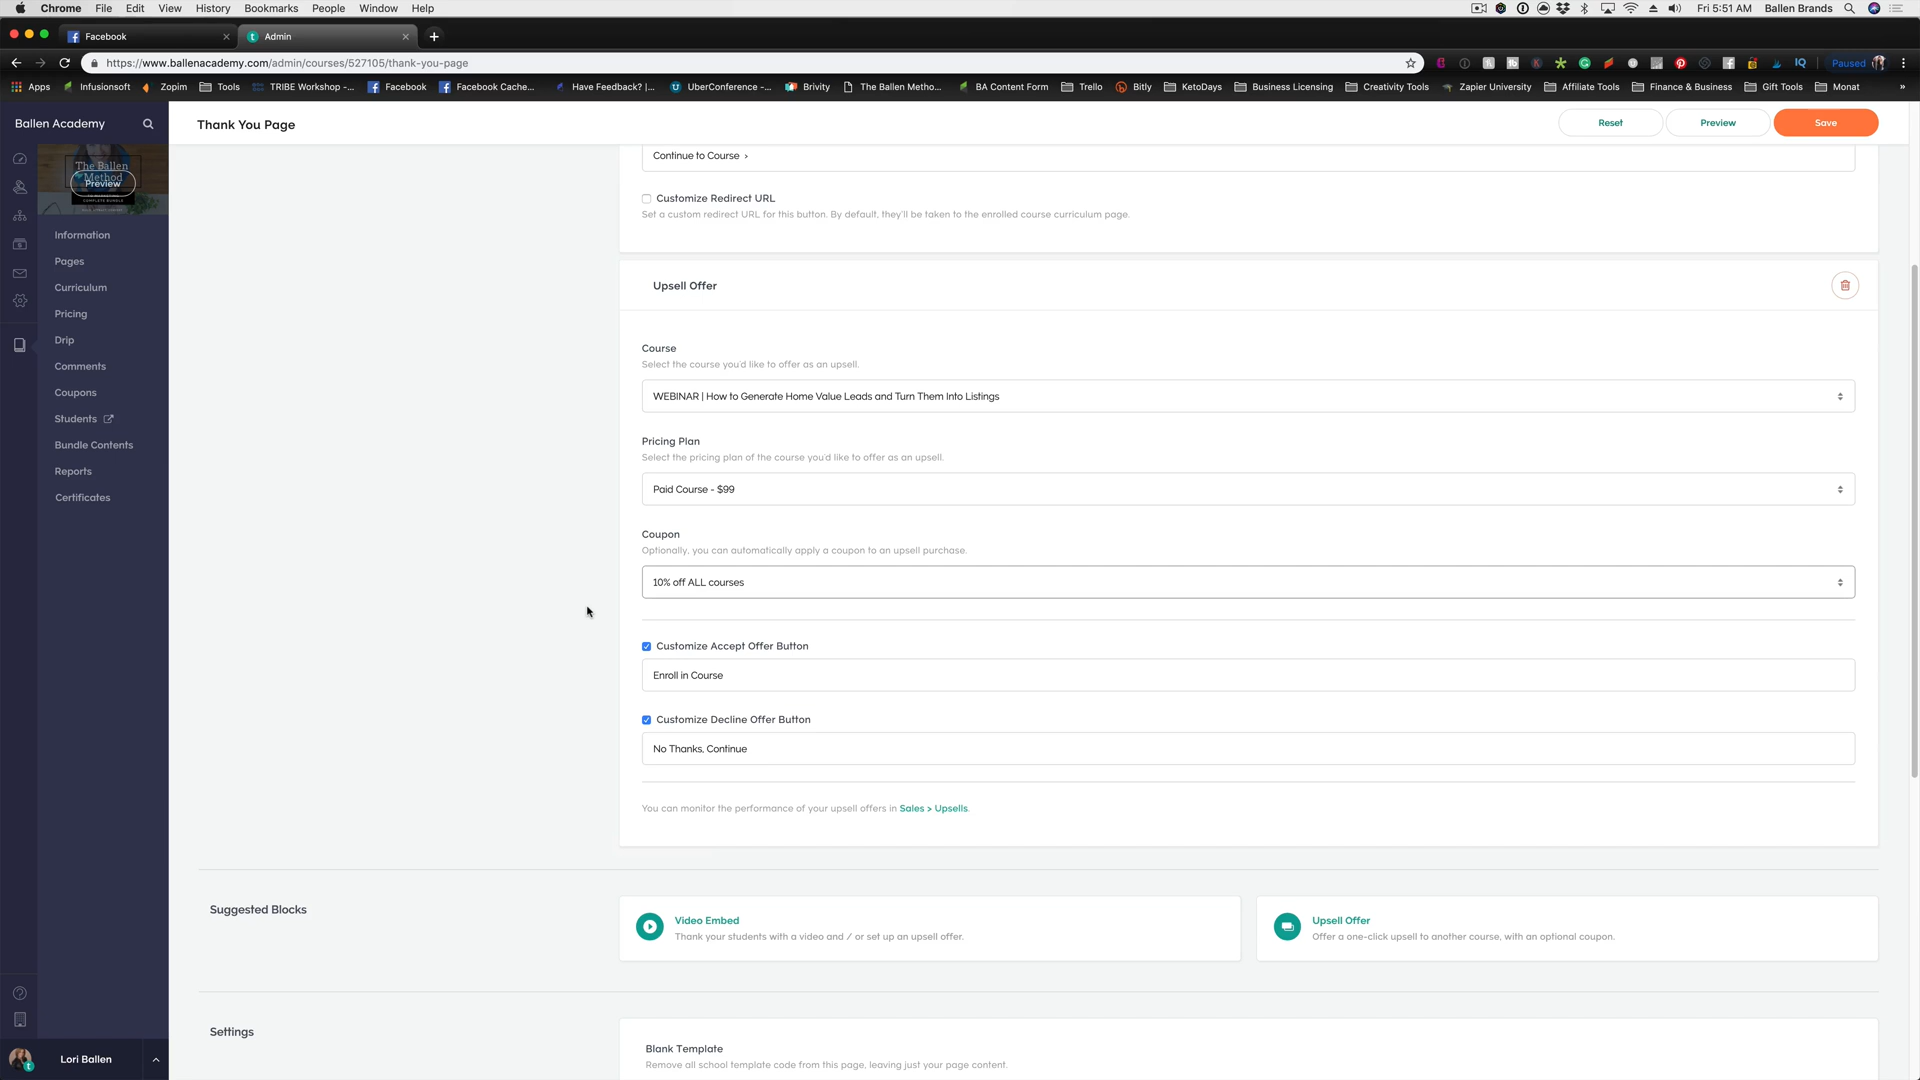 Chrome File Edit View History Bookmarks People Window Help
Fri 5:51 AM Ballen Brands
Facebook
Admin
https://www.ballenacademy.com/admin/courses/527105/thank-you-page
Paused
Apps Infusionsoft Zopim Tools TRIBE Workshop -... Facebook Facebook Cache... Have Feedback? |... UberConference -... Brivity The Ballen Metho... BA Content Form Trello Bitly KetoDays Business Licensing Creativity Tools Zapier University Affiliate Tools Finance & Business Gift Tools Monat »
Ballen Academy
Thank You Page
Reset
Preview
Save
The Ballen
Method
Preview
COMPLETE BUNDLE
Information
Pages
Curriculum
Pricing
Drip
Comments
Coupons
Students
Bundle Contents
Reports
Certificates
Lori Ballen
Continue to Course ›
Customize Redirect URL
Set a custom redirect URL for this button. By default, they'll be taken to the enrolled course curriculum page.
Upsell Offer
Course
Select the course you'd like to offer as an upsell.
WEBINAR | How to Generate Home Value Leads and Turn Them Into Listings
Pricing Plan
Select the pricing plan of the course you'd like to offer as an upsell.
Paid Course - $99
Coupon
Optionally, you can automatically apply a coupon to an upsell purchase.
10% off ALL courses
Customize Accept Offer Button
Enroll in Course
Customize Decline Offer Button
No Thanks, Continue
You can monitor the performance of your upsell offers in Sales > Upsells.
Suggested Blocks
Video Embed
Thank your students with a video and / or set up an upsell offer.
Upsell Offer
Offer a one-click upsell to another course, with an optional coupon.
Settings
Blank Template
Remove all school template code from this page, leaving just your page content.